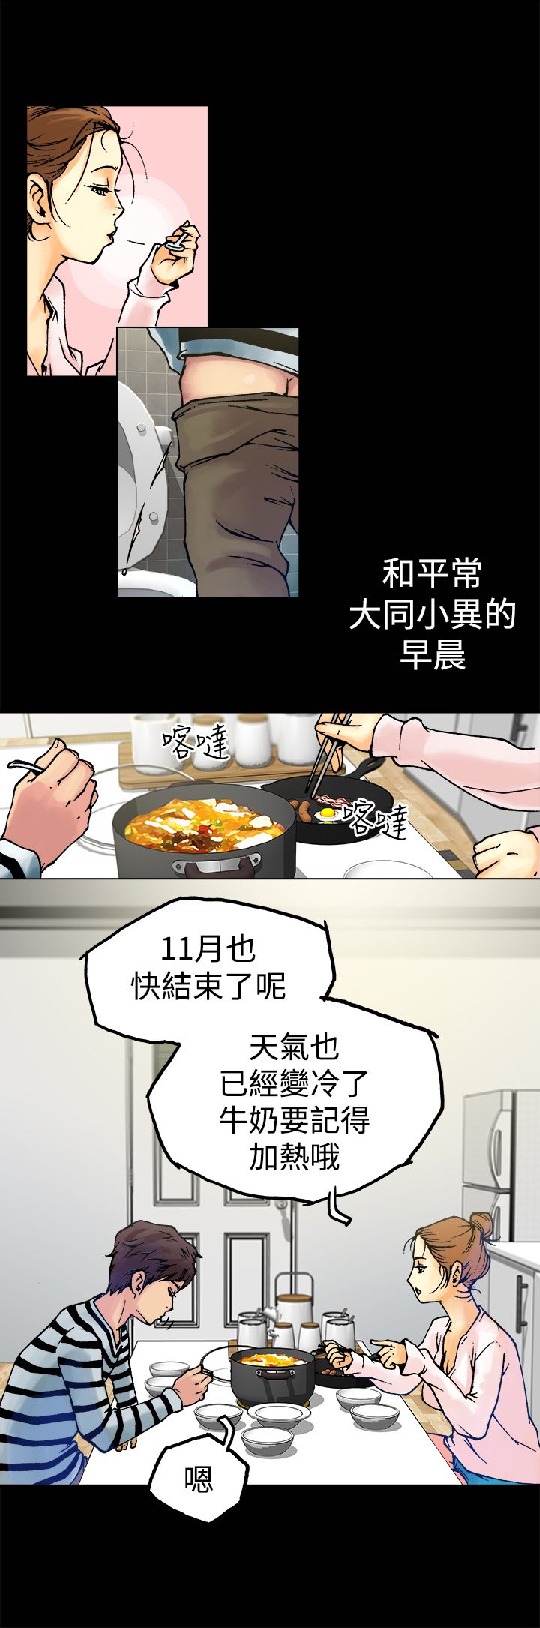 和平常
大同小異的
早晨
喀噠
喀噠
11月也
快結束了呢
天氣也
已經變冷了
牛奶要記得
加熱哦
嗯